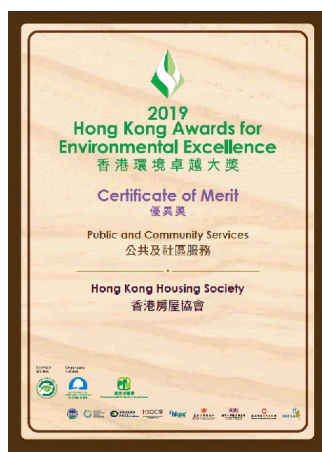 2019
Hong Kong Awards for
Environmental Excellence
香港環境卓越大獎
Certificate of Merit
優異獎
Public and Community Services
公共及社區服務
Hong Kong Housing Society
香港房屋協會